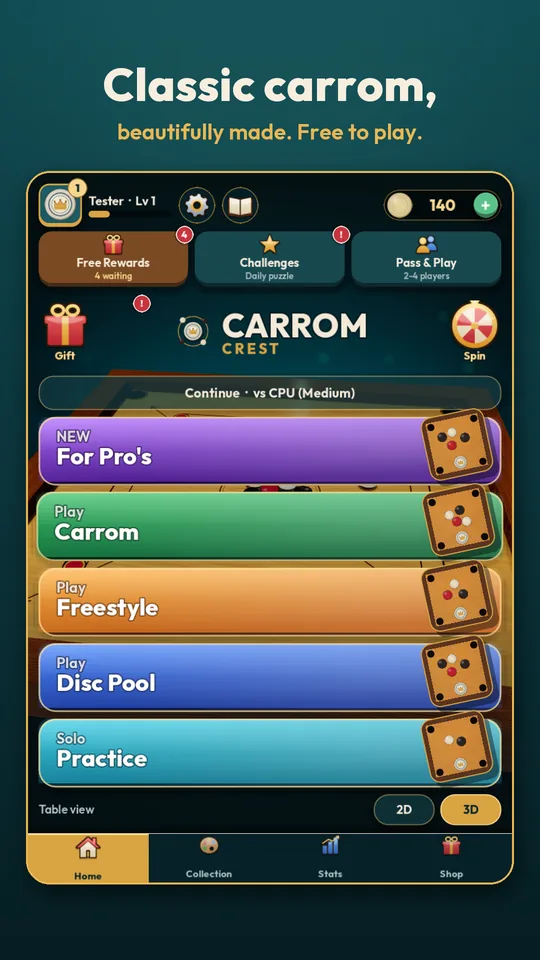 Classic carrom,
beautifully made. Free to play.
1
Tester · Lv 1
140
+
4
Free Rewards
4 waiting
!
Challenges
Daily puzzle
Pass & Play
2-4 players
!
Gift
CARROM
CREST
Spin
Continue · vs CPU (Medium)
NEW
For Pro's
Play
Carrom
Play
Freestyle
Play
Disc Pool
Solo
Practice
Table view
2D
3D
Home
Collection
Stats
Shop